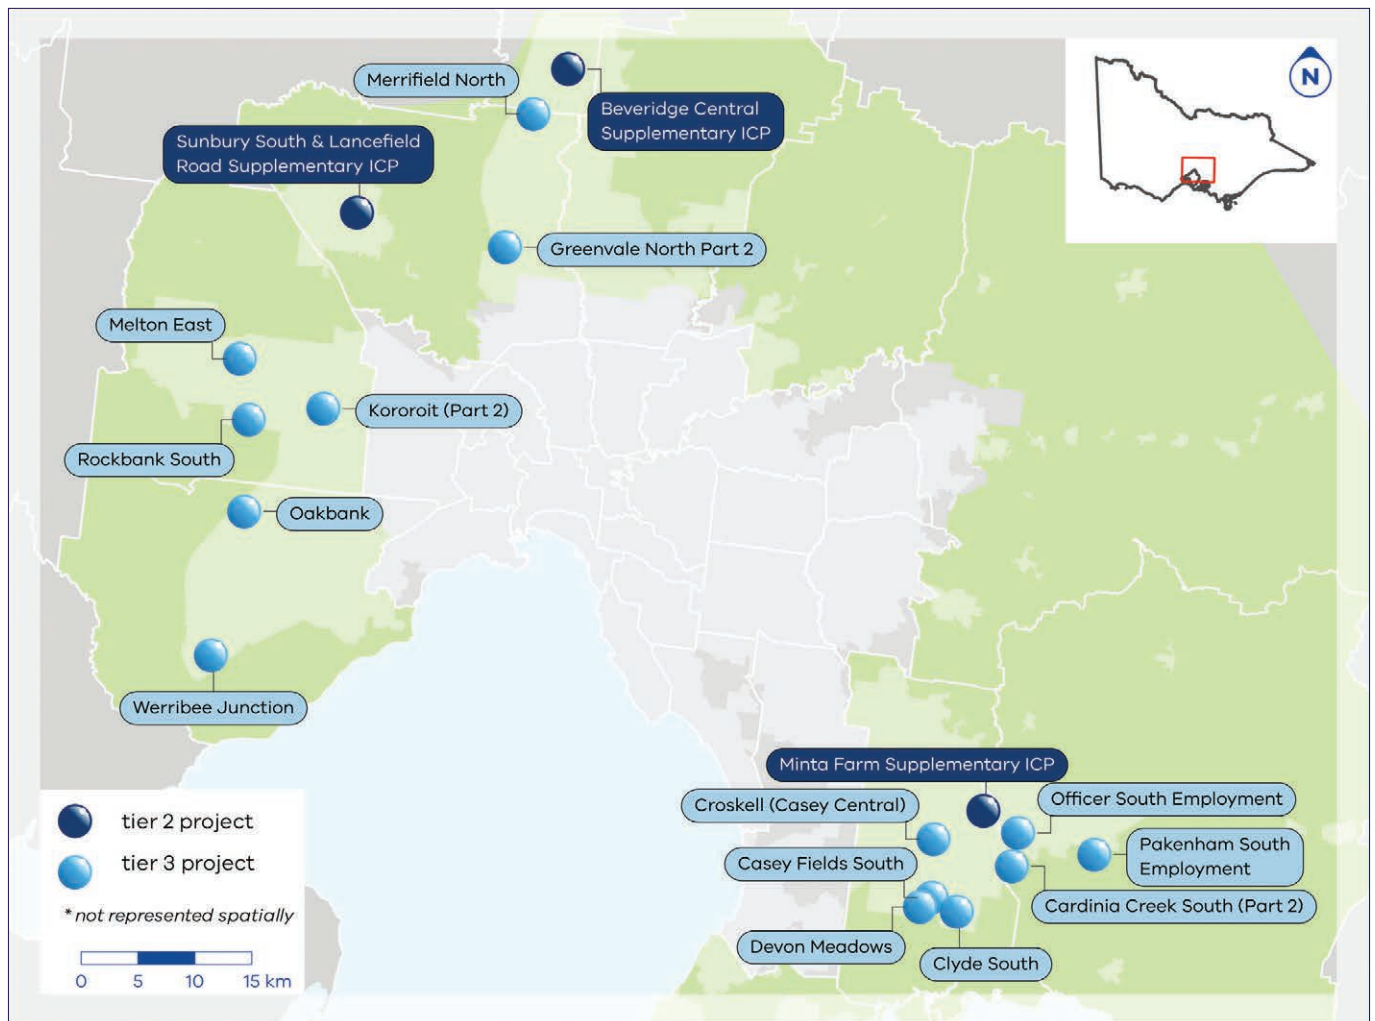 Merrifield North
Beveridge Central
Supplementary ICP
N
Sunbury South & Lancefield
Road Supplementary ICP
Greenvale North Part 2
Melton East
Kororoit (Part 2)
Rockbank South
Oakbank
Werribee Junction
Minta Farm Supplementary ICP
Croskell (Casey Central)
Officer South Employment
Pakenham South
Employment
Casey Fields South
Cardinia Creek South (Part 2)
Devon Meadows
Clyde South
tier 2 project
tier 3 project
* not represented spatially
0 5 10 15 km